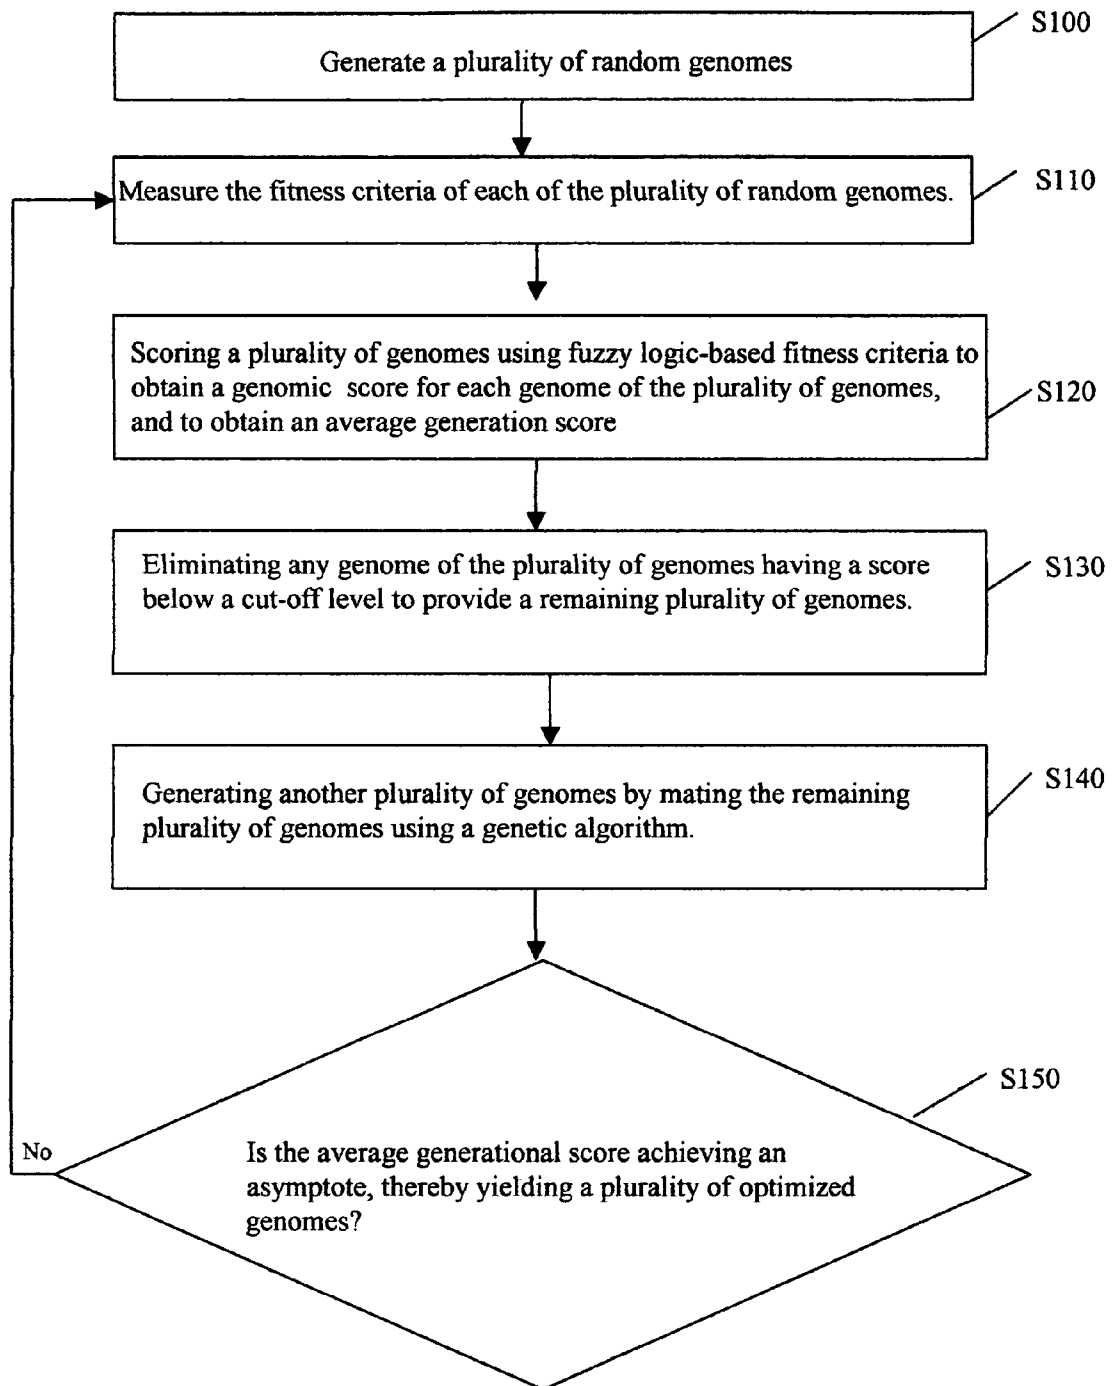 S100
Generate a plurality of random genomes
S110
Measure the fitness criteria of each of the plurality of random genomes.
Scoring a plurality of genomes using fuzzy logic-based fitness criteria to
obtain a genomic score for each genome of the plurality of genomes,
and to obtain an average generation score
S120
Eliminating any genome of the plurality of genomes having a score
below a cut-off level to provide a remaining plurality of genomes.
S130
Generating another plurality of genomes by mating the remaining
plurality of genomes using a genetic algorithm.
S140
S150
No
Is the average generational score achieving an
asymptote, thereby yielding a plurality of optimized
genomes?